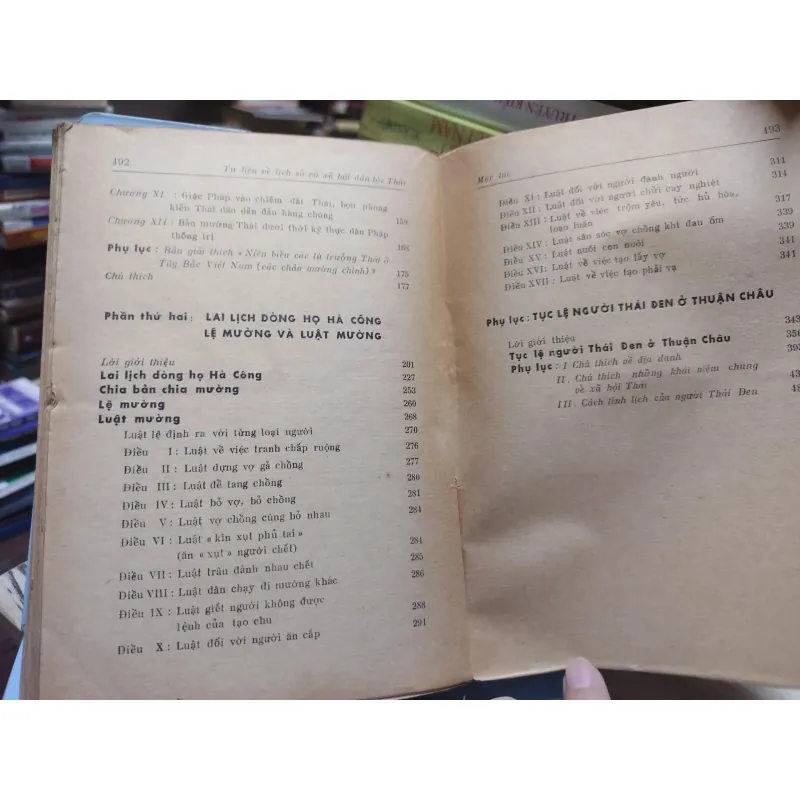 TRUYỆN KIỀU
NAM
492 Tư liệu về lịch sử và xã hội dân tộc Thái
Chương XI : Giặc Pháp vào chiếm đất Thái, bọn phong
kiến Thái dần dần đầu hàng chúng 159
Chương XII : Bản mường Thái dưới thời kỳ thực dân Pháp
thống trị 168
Phụ lục : Bản giải thích « Niên biểu các lá trưởng Thái ở
Tây Bắc Việt Nam (các châu mường chính) » 175
Chú thích 177
Phần thứ hai : LAI LỊCH DÒNG HỌ HÀ CÔNG
LỆ MƯỜNG VÀ LUẬT MƯỜNG
Lời giới thiệu 201
Lai lịch dòng họ Hà Công 227
Chia bản chia mường 253
Lệ mường 260
Luật mường 268
Luật lệ định ra với từng loại người 270
Điều I : Luật về việc tranh chấp ruộng 276
Điều II : Luật dựng vợ gả chồng 277
Điều III : Luật để tang chồng 280
Điều IV : Luật bỏ vợ, bỏ chồng 281
Điều V : Luật vợ chồng cùng bỏ nhau 284
Điều VI : Luật « kin xụt phủ tai »
(ăn « xụt » người chết) 284
Điều VII : Luật trâu đánh nhau chết 285
Điều VIII : Luật dân chạy đi mường khác 286
Điều IX : Luật giết người không được
lệnh của tạo chu 288
Điều X : Luật đối với người ăn cắp 291
Mục lục 493
Điều XI : Luật đối với người đánh người 311
Điều XII : Luật đối với người chửi cay nghiệt 314
Điều XIII : Luật về việc trộm yên, tức hủ hóa,
loạn luân 317
Điều XIV : Luật săn sóc vợ chồng khi đau ốm 339
Điều XV : Luật nuôi con nuôi 339
Điều XVI : Luật về việc tạo lấy vợ 341
Điều XVII : Luật về việc tạo phải vạ 341
Phụ lục : TỤC LỆ NGƯỜI THÁI ĐEN Ở THUẬN CHÂU
Lời giới thiệu 343
Tục lệ người Thái Đen ở Thuận Châu 356
Phụ lục : I Chú thích về địa danh 393
II. Chú thích những khái niệm chung
về xã hội Thái
III. Cách tính lịch của người Thái Đen